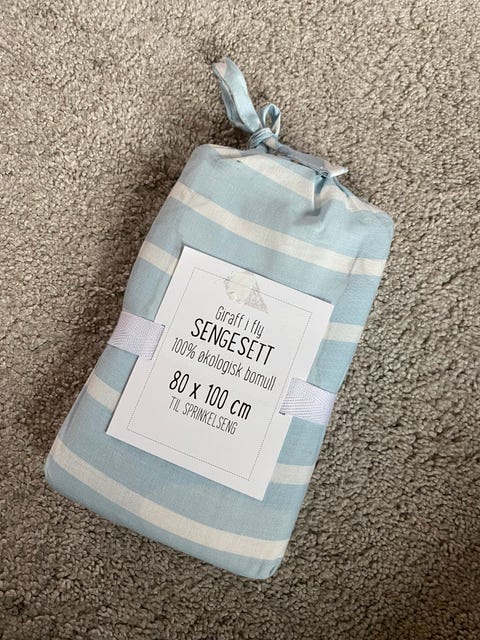 Giraff i fly
SENGESETT
100% økologisk bomull
80 x 100 cm
TIL SPRINKELSENG